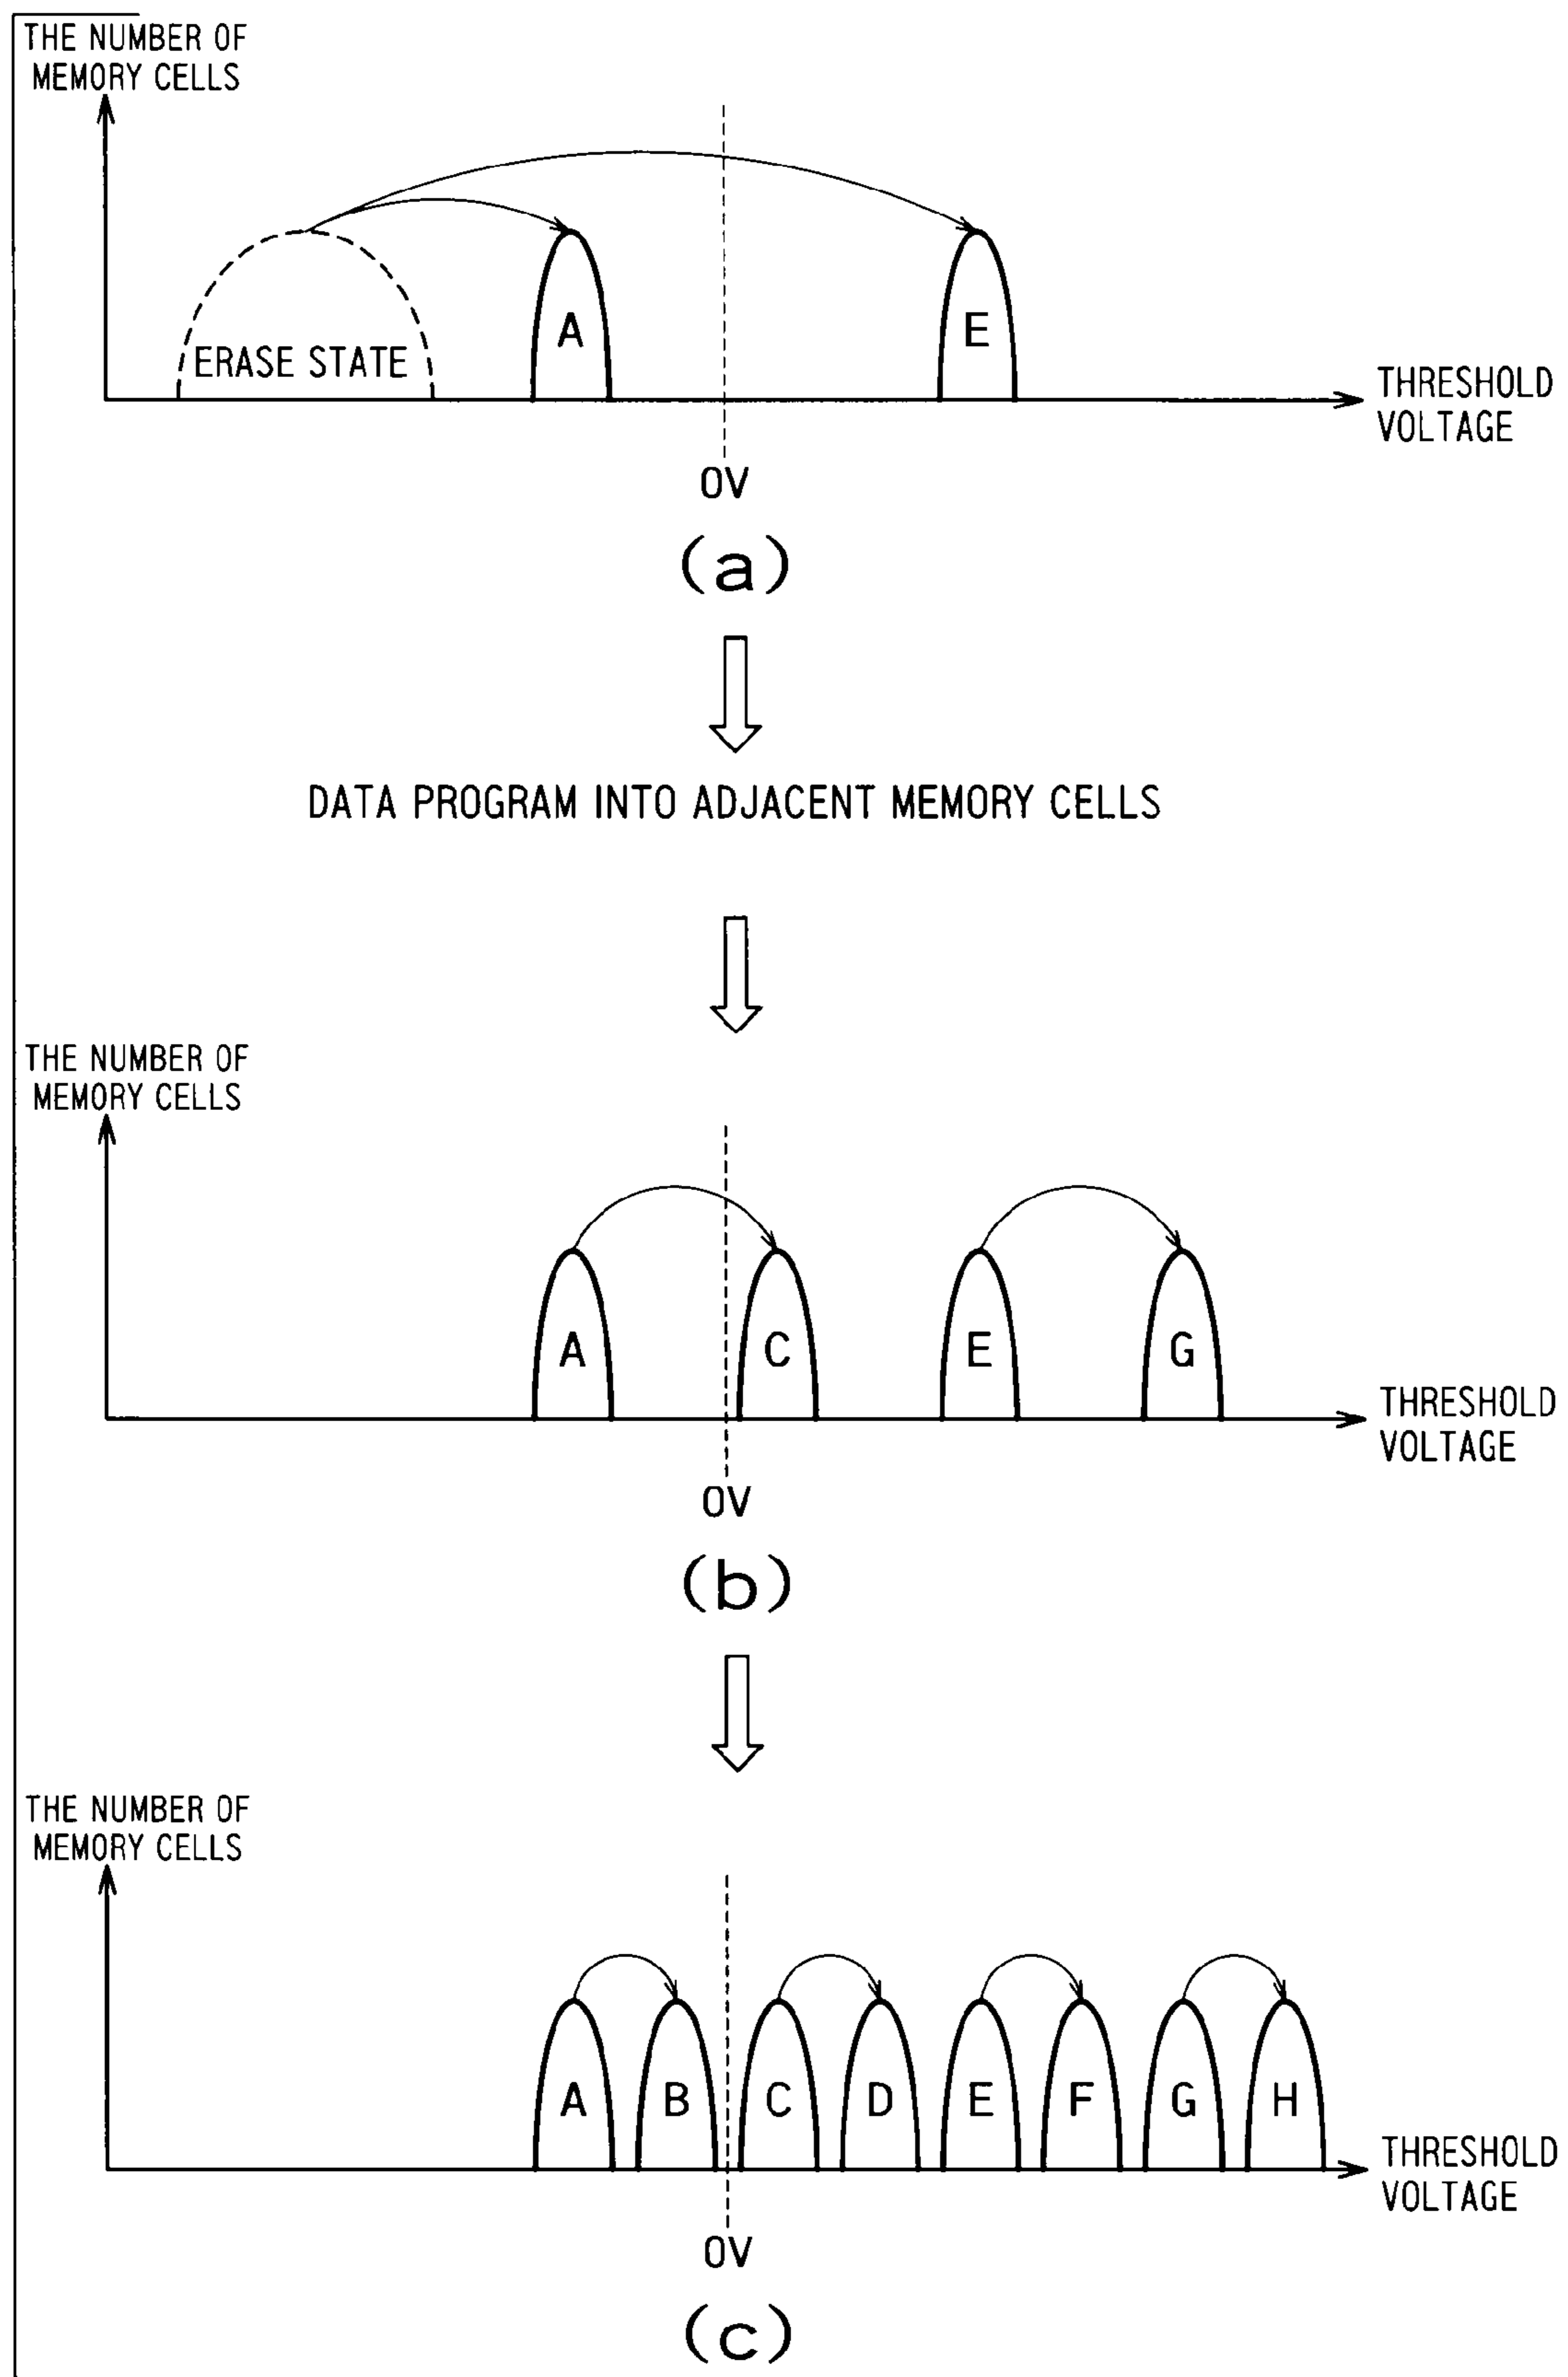 THE NUMBER OF
MEMORY CELLS
ERASE STATE
A
E
THRESHOLD
VOLTAGE
0V
(a)
DATA PROGRAM INTO ADJACENT MEMORY CELLS
THE NUMBER OF
MEMORY CELLS
A
C
E
G
THRESHOLD
VOLTAGE
0V
(b)
THE NUMBER OF
MEMORY CELLS
A
B
C
D
E
F
G
H
THRESHOLD
VOLTAGE
0V
(c)